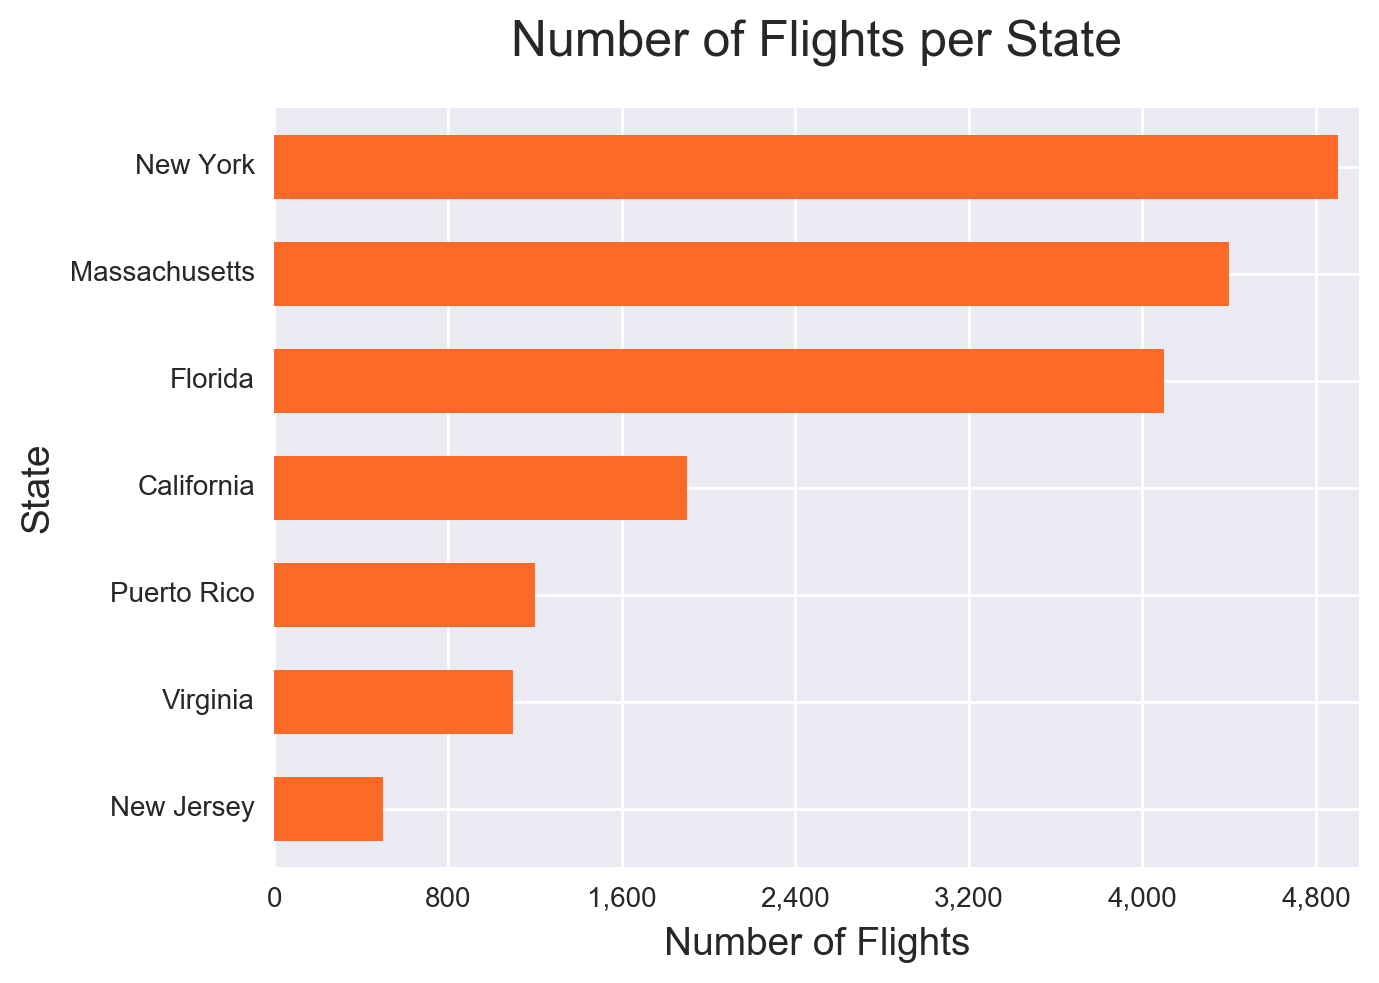 Number of Flights per State
New York
Massachusetts
Florida
California
Puerto Rico
Virginia
New Jersey
State
0 800 1,600 2,400 3,200 4,000 4,800
Number of Flights